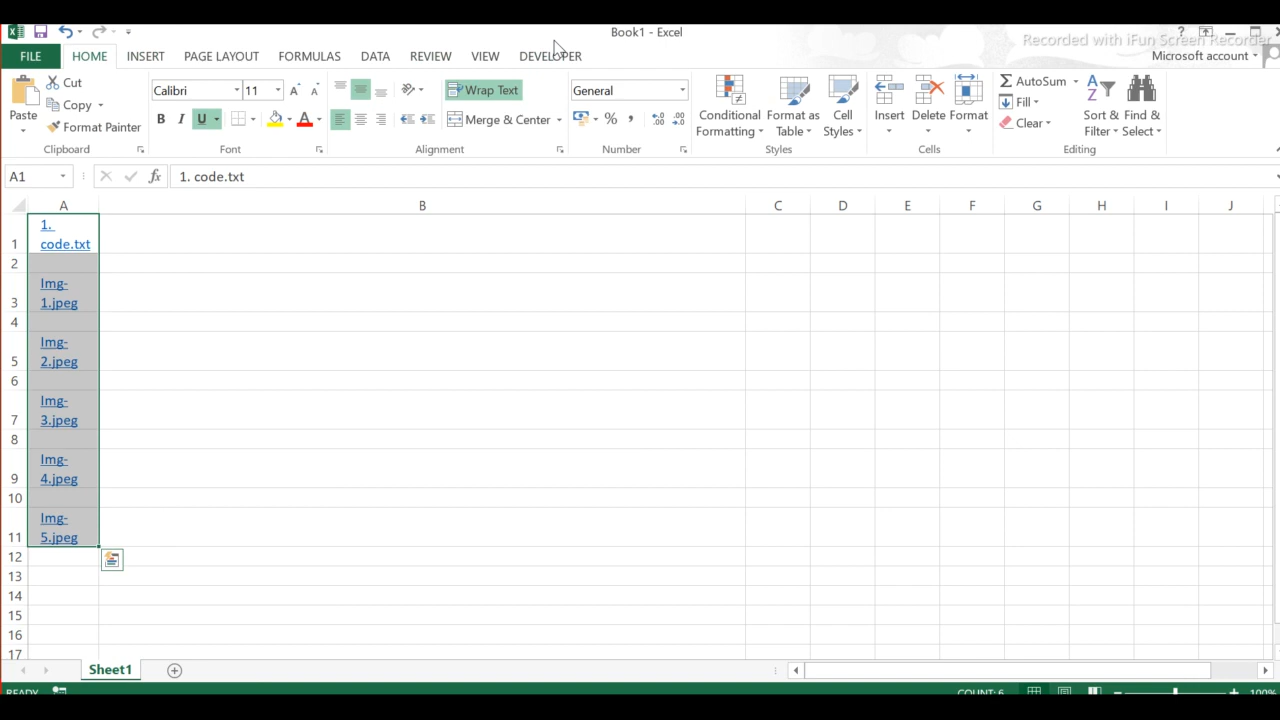 Book1 - Excel
?
Recorded with iFun Screen Recorder
FILE HOME INSERT PAGE LAYOUT FORMULAS DATA REVIEW VIEW DEVELOPER Microsoft account
Paste
Cut
Copy
Format Painter
Clipboard
Calibri 11 A A
B I U A
Font
Wrap Text
Merge & Center
Alignment
General
% ,
Number
Conditional Formatting
Format as Table
Cell Styles
Styles
Insert Delete Format
Cells
AutoSum
Fill
Clear
Sort & Filter
Find & Select
Editing
A1 fx 1. code.txt
A B C D E F G H I J
1 1.
code.txt
2
3 Img-
1.jpeg
4
5 Img-
2.jpeg
6
7 Img-
3.jpeg
8
9 Img-
4.jpeg
10
11 Img-
5.jpeg
12
13
14
15
16
17
Sheet1
READY COUNT: 6 100%